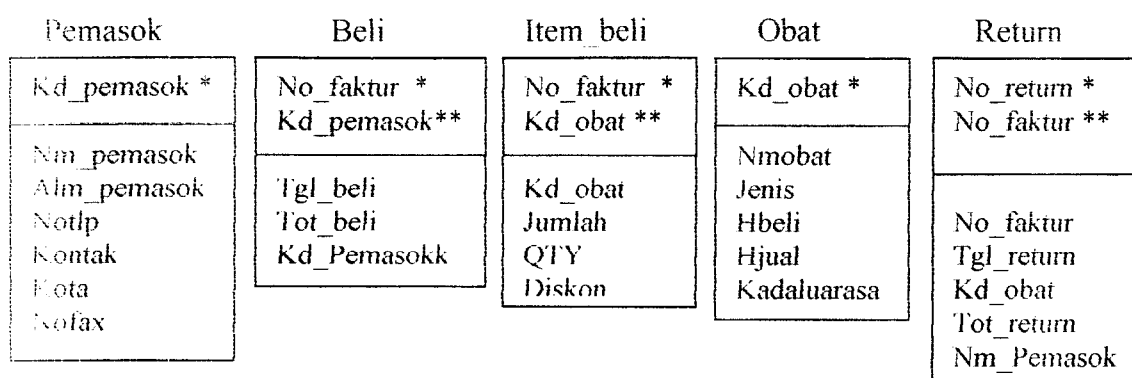 Pemasok
Kd_pemasok *
Nm_pemasok
Alm_pemasok
Notlp
Kontak
Kota
Nofax
Beli
No_faktur *
Kd_pemasok**
Tgl_beli
Tot_beli
Kd_Pemasokk
Item_beli
No_faktur *
Kd_obat **
Kd_obat
Jumlah
QTY
Diskon
Obat
Kd_obat *
Nmobat
Jenis
Hbeli
Hjual
Kadaluarasa
Return
No_return *
No_faktur **
No_faktur
Tgl_return
Kd_obat
Tot_return
Nm_Pemasok